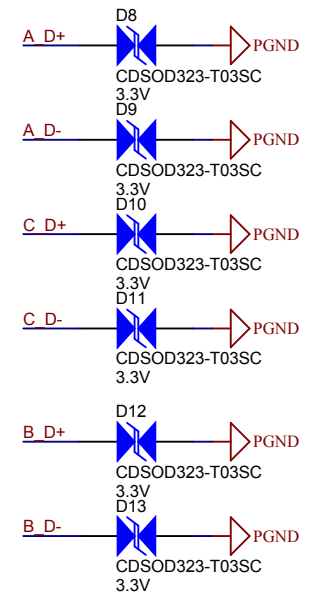 D8
A_D+
PGND
CDSOD323-T03SC
3.3V
D9
A_D-
PGND
CDSOD323-T03SC
3.3V
D10
C_D+
PGND
CDSOD323-T03SC
3.3V
D11
C_D-
PGND
CDSOD323-T03SC
3.3V
D12
B_D+
PGND
CDSOD323-T03SC
3.3V
D13
B_D-
PGND
CDSOD323-T03SC
3.3V